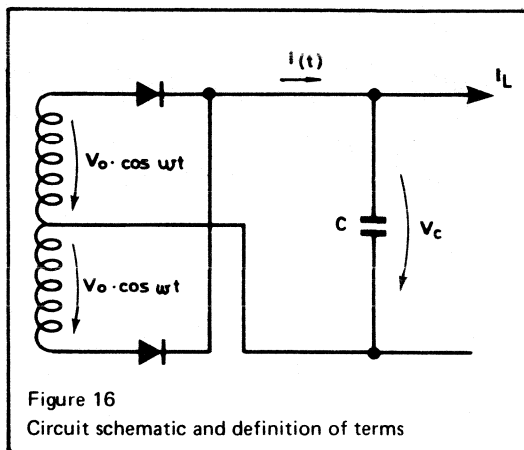 i(t)
IL
Vo·cos ωt
C
Vc
Vo·cos ωt
Figure 16
Circuit schematic and definition of terms